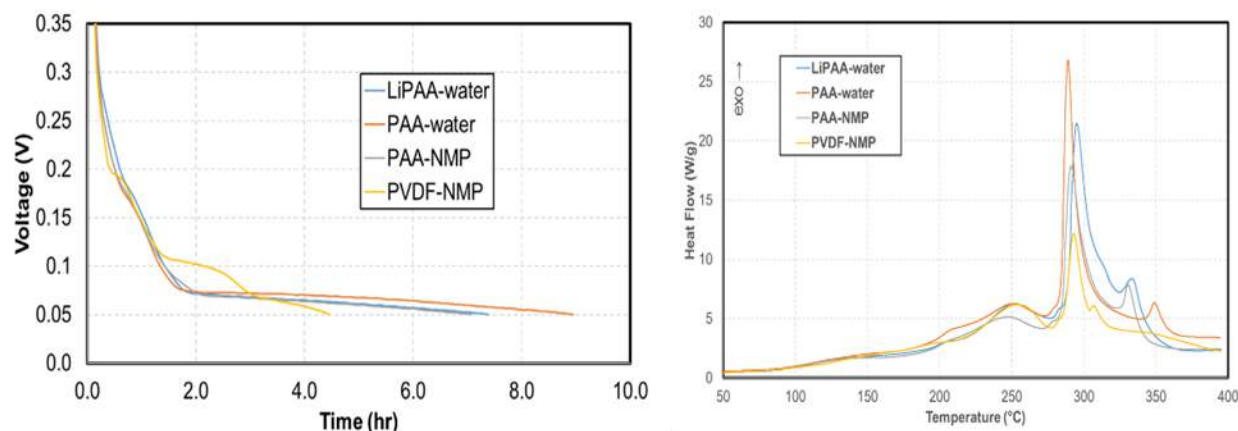 0.35
0.3
0.25
0.2
0.15
0.1
0.05
0.0
Voltage (V)
LiPAA-water
PAA-water
PAA-NMP
PVDF-NMP
0.0 2.0 4.0 6.0 8.0 10.0
Time (hr)
30
25
20
15
10
5
0
Heat Flow (W/g)
exo →
LiPAA-water
PAA-water
PAA-NMP
PVDF-NMP
50 100 150 200 250 300 350 400
Temperature (°C)